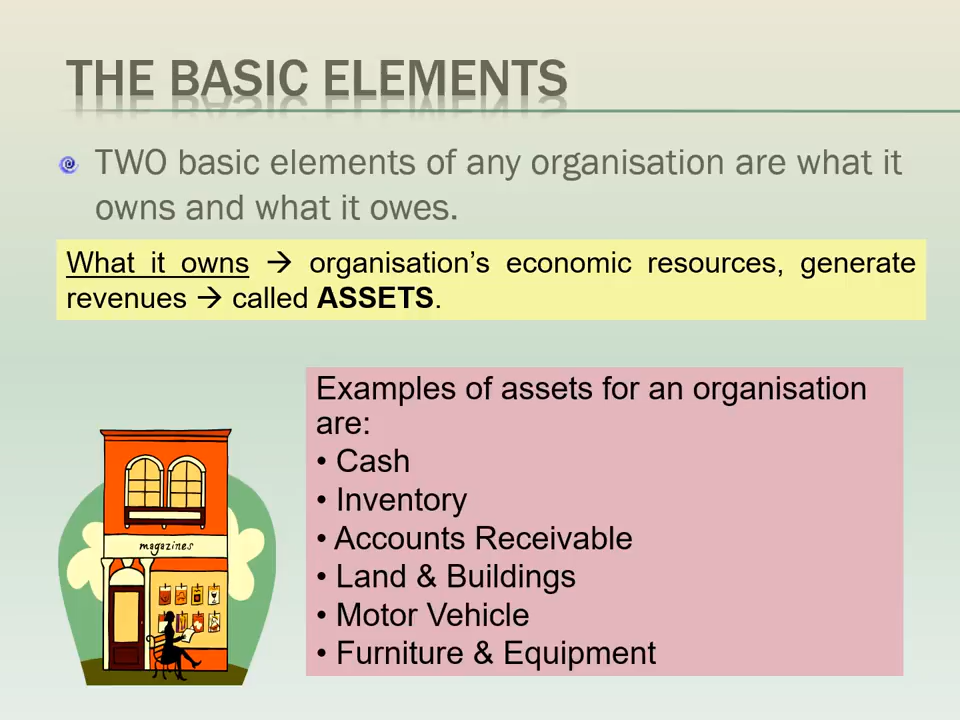 THE BASIC ELEMENTS
TWO basic elements of any organisation are what it
owns and what it owes.
What it owns → organisation’s economic resources, generate
revenues → called ASSETS.
Examples of assets for an organisation
are:
• Cash
• Inventory
• Accounts Receivable
• Land & Buildings
• Motor Vehicle
• Furniture & Equipment
magazines